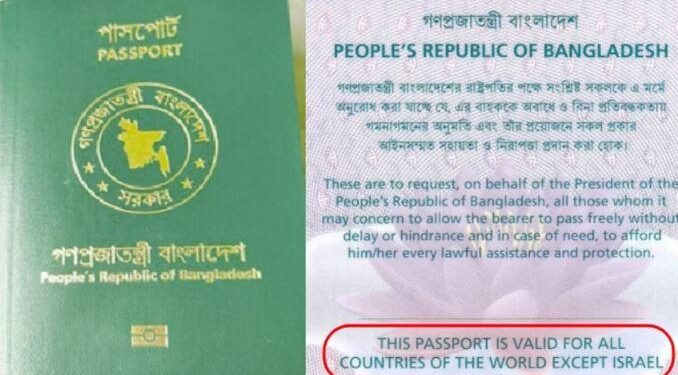 পাসপোর্ট
PASSPORT
গণপ্রজাতন্ত্রী বাংলাদেশ
সরকার
গণপ্রজাতন্ত্রী বাংলাদেশ
People's Republic of Bangladesh
গণপ্রজাতন্ত্রী বাংলাদেশ
PEOPLE'S REPUBLIC OF BANGLADESH
গণপ্রজাতন্ত্রী বাংলাদেশের রাষ্ট্রপতির পক্ষে সংশ্লিষ্ট সকলকে এ মর্মে
অনুরোধ করা যাচ্ছে যে, এর বাহককে অবাধে ও বিনা প্রতিবন্ধকতায়
গমনাগমনের অনুমতি এবং তাঁর প্রয়োজনে সকল প্রকার
আইনসম্মত সহায়তা ও নিরাপত্তা প্রদান করা হোক।
These are to request, on behalf of the President of the
People's Republic of Bangladesh, all those whom it
may concern to allow the bearer to pass freely without
delay or hindrance and in case of need, to afford
him/her every lawful assistance and protection.
THIS PASSPORT IS VALID FOR ALL
COUNTRIES OF THE WORLD EXCEPT ISRAEL